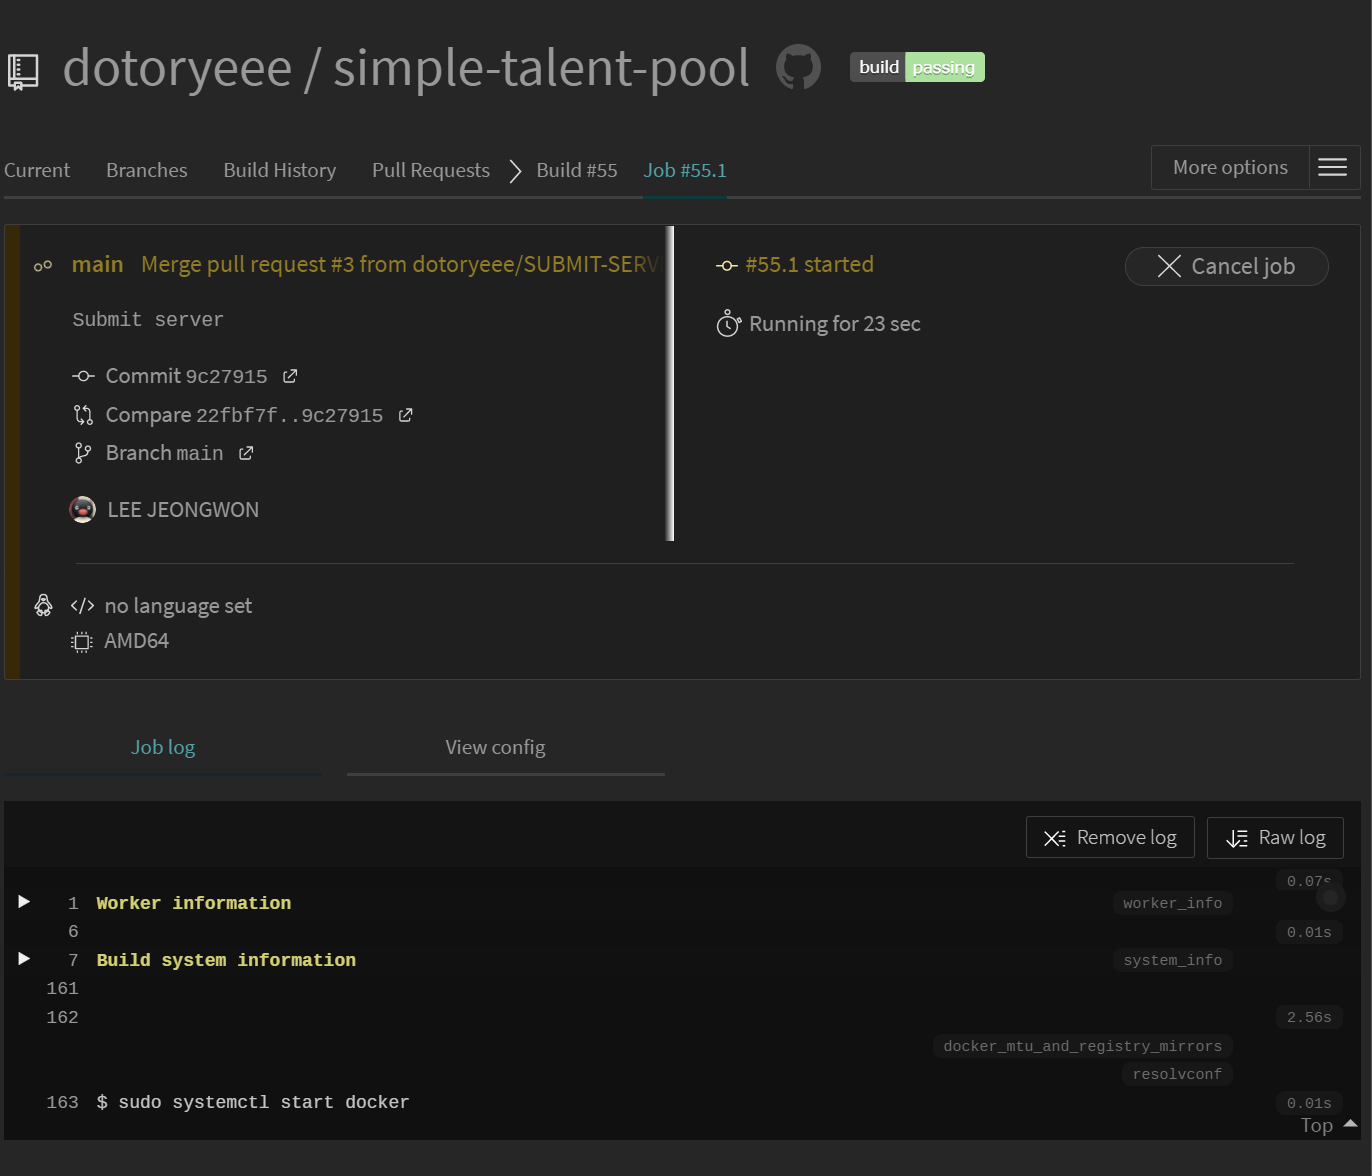 dotoryeee / simple-talent-pool
build passing
Current Branches Build History Pull Requests Build #55 Job #55.1
More options
main Merge pull request #3 from dotoryeee/SUBMIT-SERV
Submit server
Commit 9c27915
Compare 22fbf7f..9c27915
Branch main
LEE JEONGWON
#55.1 started
Cancel job
Running for 23 sec
no language set
AMD64
Job log View config
Remove log Raw log
0.07s
1 Worker information worker_info
6 0.01s
7 Build system information system_info
161
162 2.56s
docker_mtu_and_registry_mirrors
resolvconf
163 $ sudo systemctl start docker 0.01s
Top